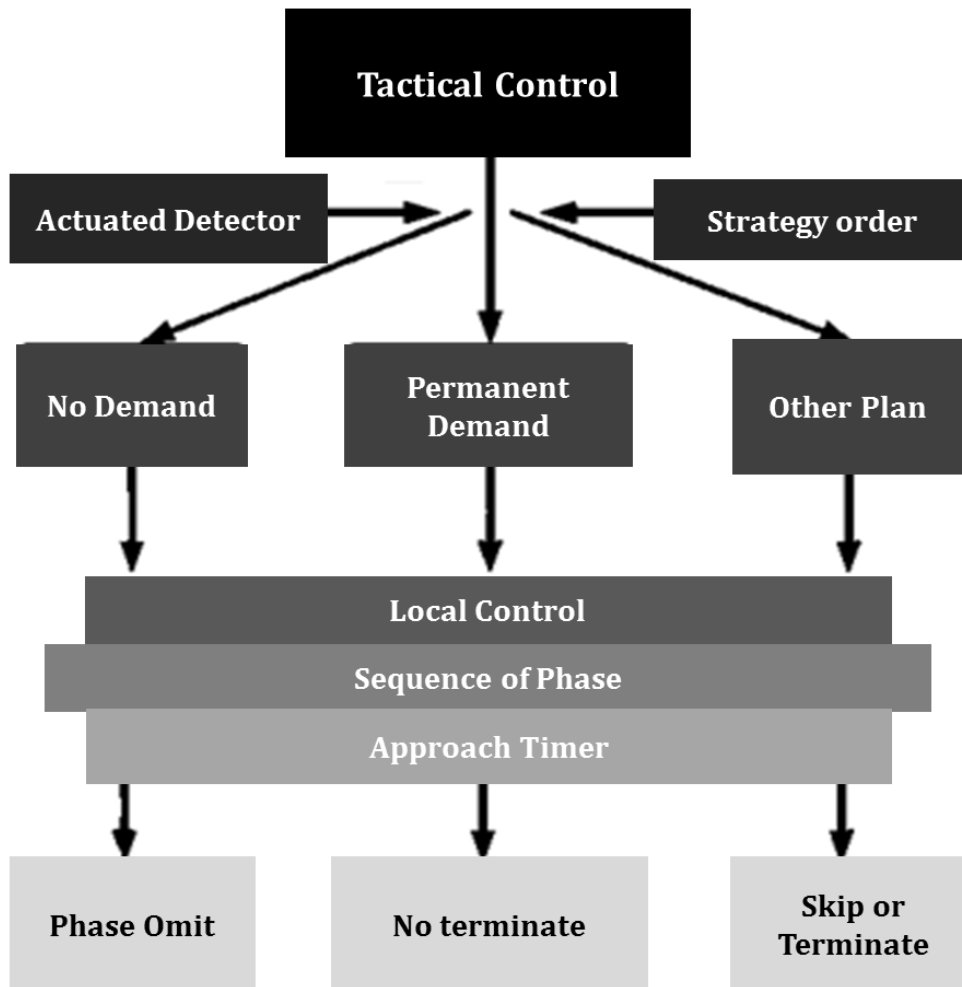 Tactical Control
Actuated Detector
Strategy order
No Demand
Permanent
Demand
Other Plan
Local Control
Sequence of Phase
Approach Timer
Phase Omit
No terminate
Skip or
Terminate